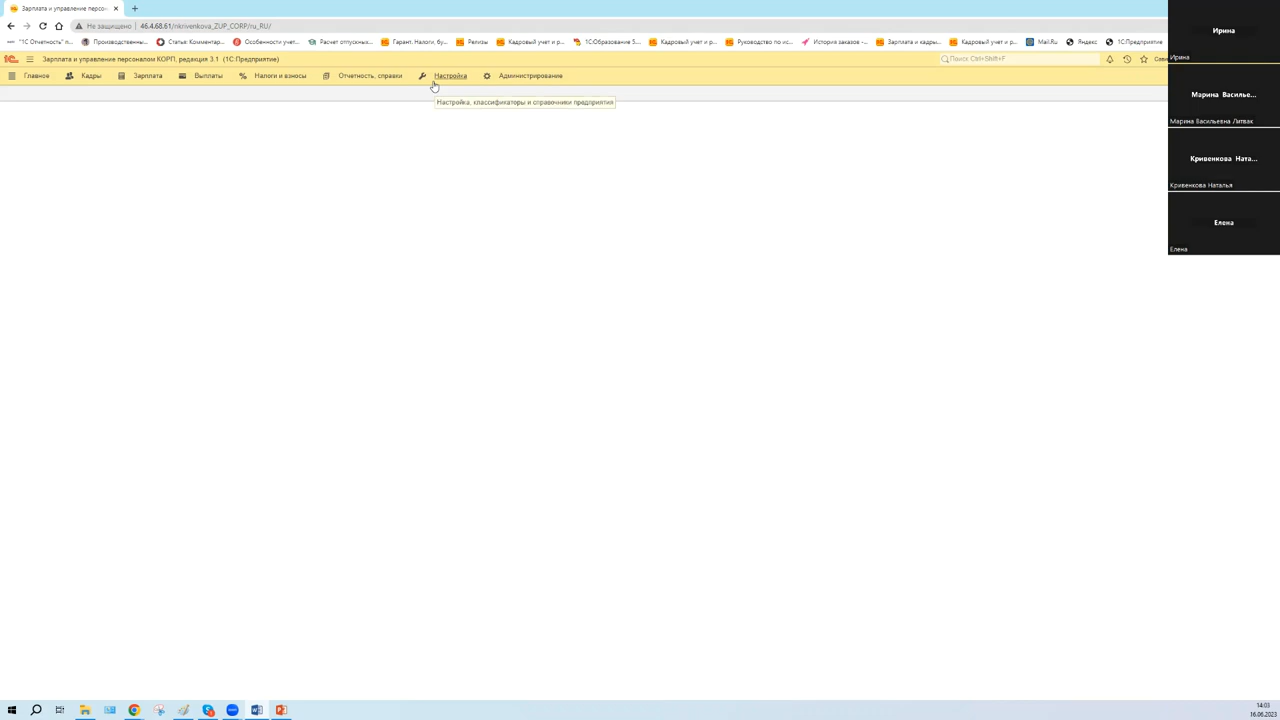 Зарплата и управление персо-
Не защищено 46.4.68.61/nkrivenkova_ZUP_CORP/ru_RU/
"1С Отчетность" п... Производственны... Статьи: Комментар... Особенности учет... Расчет отпускных... Гарант. Налоги, бу... Релизы Кадровый учет и р... 1С:Образование 5... Кадровый учет и р... Руководство по ис... История заказов –... Зарплата и кадры... Кадровый учет и р... Mail.Ru Яндекс 1С:Предприятие
Зарплата и управление персоналом КОРП, редакция 3.1 (1С:Предприятие) Поиск Ctrl+Shift+F
Главное Кадры Зарплата Выплаты Налоги и взносы Отчетность, справки Настройка Администрирование
Настройка, классификаторы и справочники предприятия
Ирина
Ирина
Марина Василье...
Марина Васильевна Литвак
Кривенкова Ната...
Кривенкова Наталья
Елена
Елена
14:03
16.06.2023